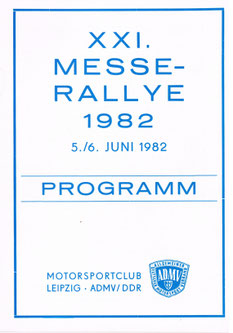 XXI.
MESSE-
RALLYE
1982
5./6. JUNI 1982
PROGRAMM
MOTORSPORTCLUB
LEIPZIG · ADMV/DDR
ADMV